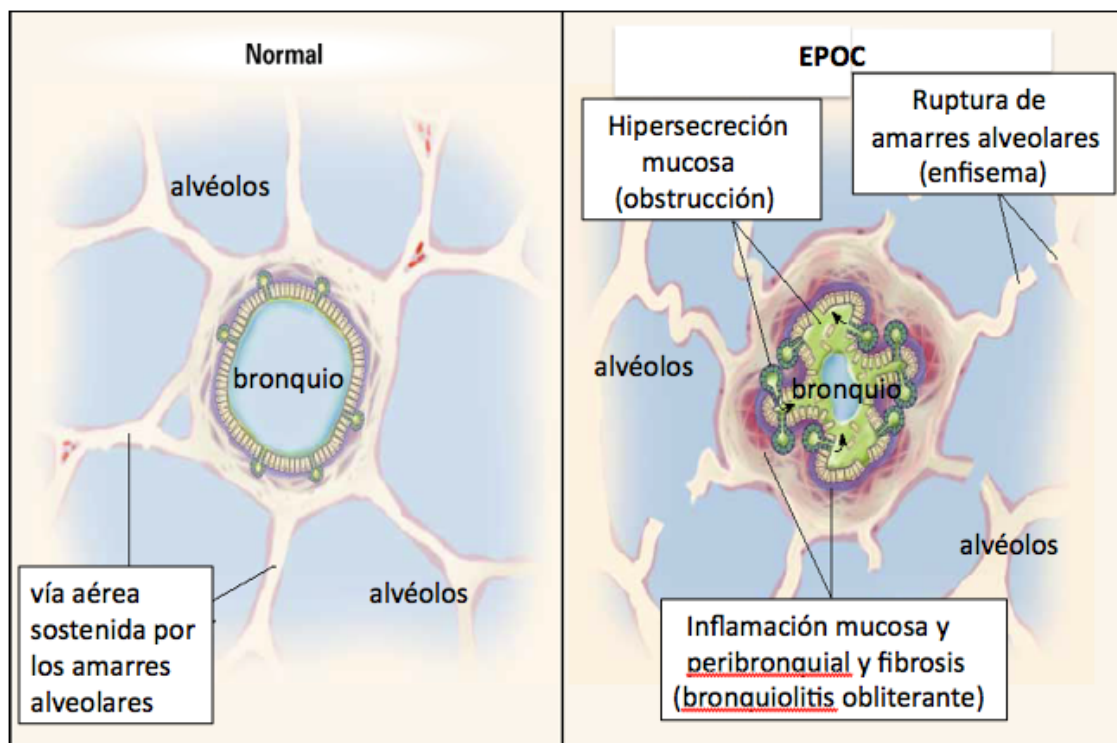 Normal
alvéolos
bronquio
vía aérea
sostenida por
los amarres
alveolares
alvéolos
EPOC
Hipersecreción
mucosa
(obstrucción)
Ruptura de
amarres alveolares
(enfisema)
alvéolos
bronquio
alvéolos
Inflamación mucosa y
peribronquial y fibrosis
(bronquiolitis obliterante)